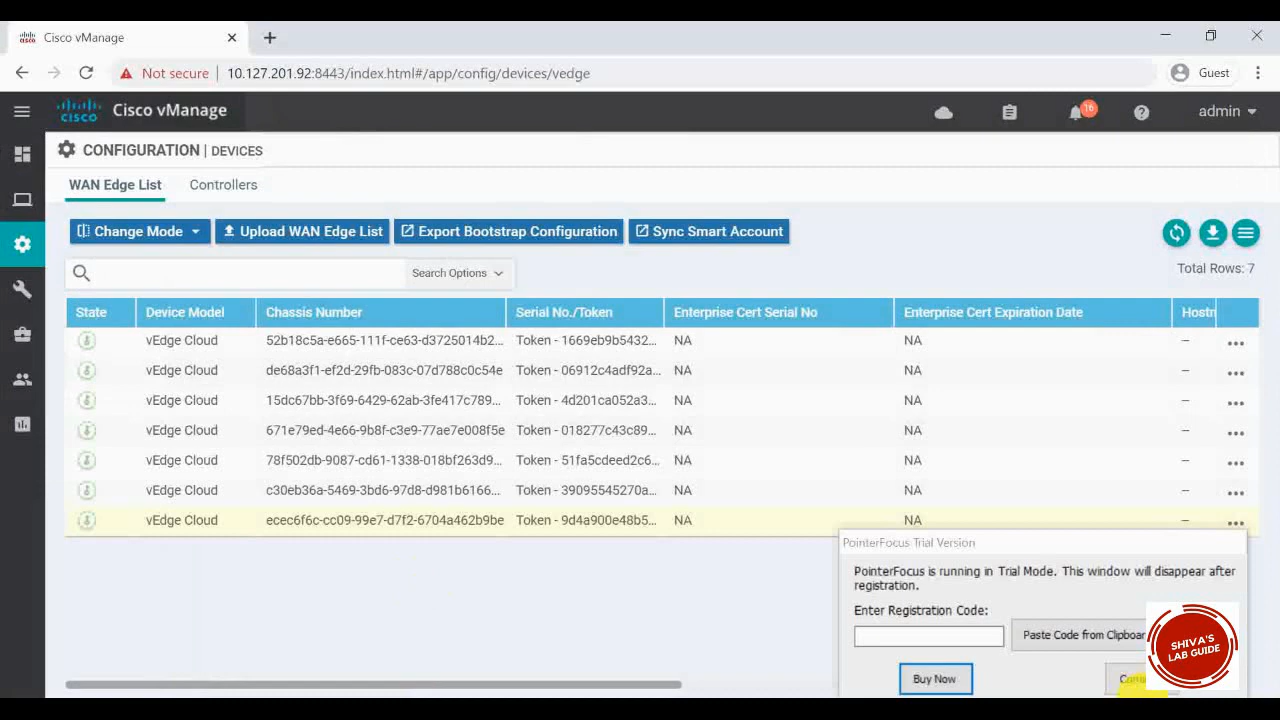 Cisco vManage
Not secure
10.127.201.92:8443/index.html#/app/config/devices/vedge
Guest
cisco
Cisco vManage
16
admin
CONFIGURATION | DEVICES
WAN Edge List
Controllers
Change Mode
Upload WAN Edge List
Export Bootstrap Configuration
Sync Smart Account
Search Options
Total Rows: 7
State Device Model Chassis Number Serial No./Token Enterprise Cert Serial No Enterprise Cert Expiration Date Hostn
vEdge Cloud 52b18c5a-e665-111f-ce63-d3725014b2... Token - 1669eb9b5432... NA NA –
vEdge Cloud de68a3f1-ef2d-29fb-083c-07d788c0c54e Token - 06912c4adf92a... NA NA –
vEdge Cloud 15dc67bb-3f69-6429-62ab-3fe417c789... Token - 4d201ca052a3... NA NA –
vEdge Cloud 671e79ed-4e66-9b8f-c3e9-77ae7e008f5e Token - 018277c43c89... NA NA –
vEdge Cloud 78f502db-9087-cd61-1338-018bf263d9... Token - 51fa5cdeed2c6... NA NA –
vEdge Cloud c30eb36a-5469-3bd6-97d8-d981b6166... Token - 39095545270a... NA NA –
vEdge Cloud ecec6f6c-cc09-99e7-d7f2-6704a462b9be Token - 9d4a900e48b5... NA NA –
PointerFocus Trial Version
PointerFocus is running in Trial Mode. This window will disappear after
registration.
Enter Registration Code:
Paste Code from Clipboar
Buy Now
SHIVA'S
LAB GUIDE